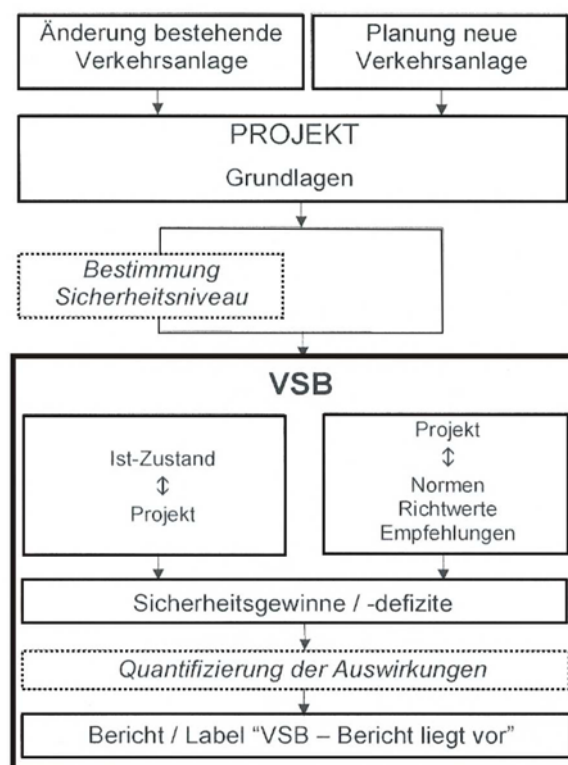 Änderung bestehende
Verkehrsanlage
Planung neue
Verkehrsanlage
PROJEKT
Grundlagen
Bestimmung
Sicherheitsniveau
VSB
Ist-Zustand
⇕
Projekt
Projekt
⇕
Normen
Richtwerte
Empfehlungen
Sicherheitsgewinne / -defizite
Quantifizierung der Auswirkungen
Bericht / Label “VSB – Bericht liegt vor”